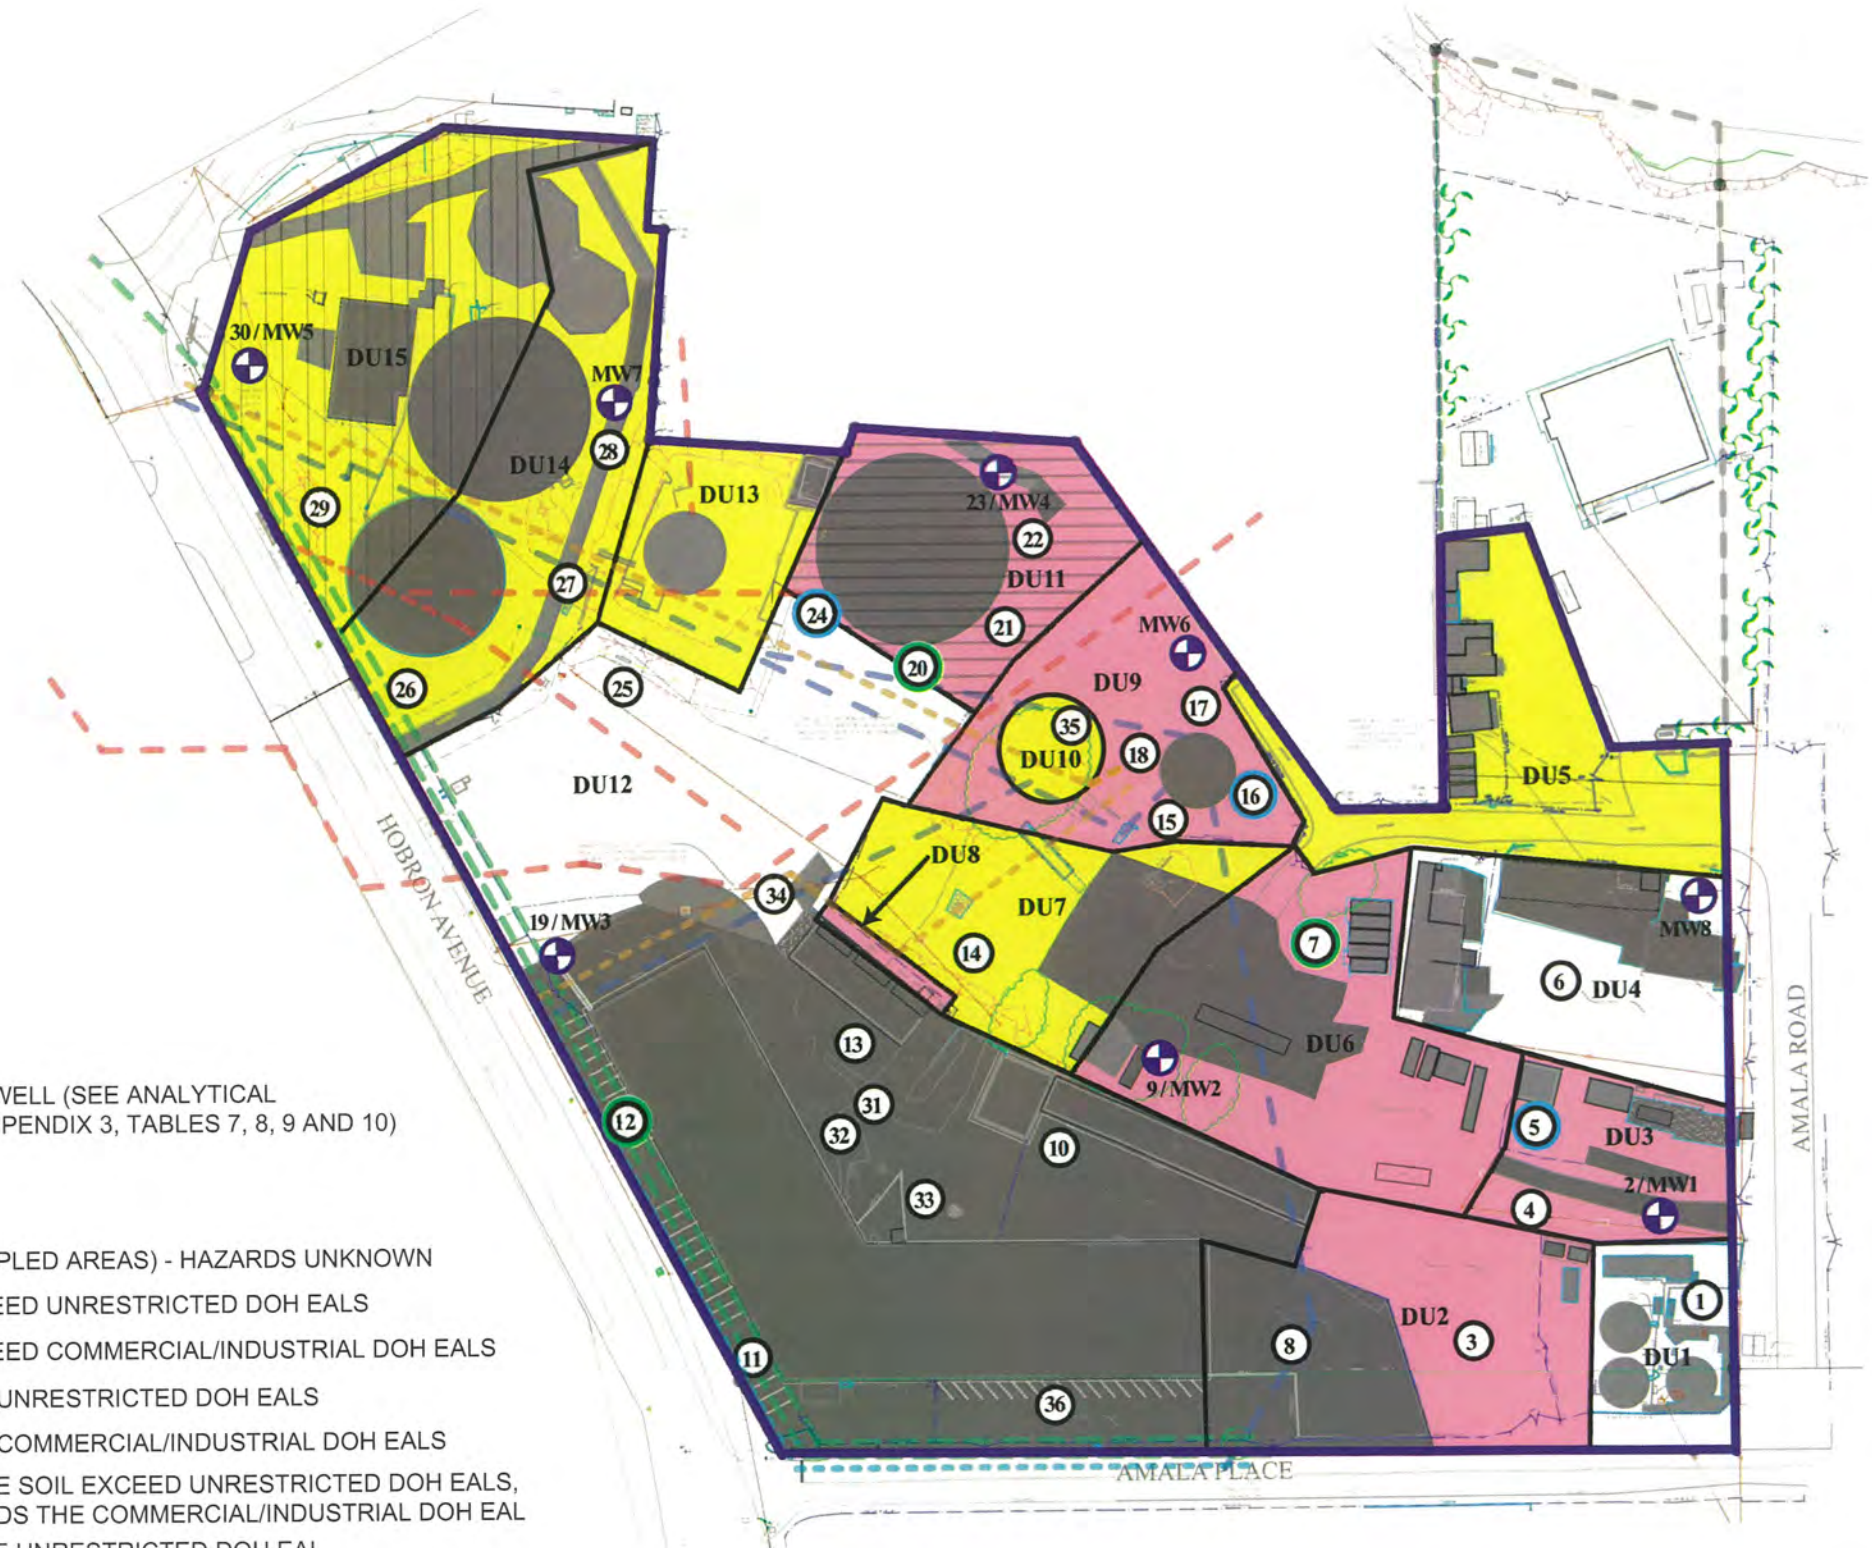 30/MW5
DU15
MW7
28
DU14
DU13
29
23/MW4
22
DU11
27
24
21
MW6
20
DU9
26
25
17
35
18
DU10
16
DU12
DU5
15
HOBRON AVENUE
DU8
34
DU7
19/MW3
14
7
MW8
6
DU4
13
DU6
9/MW2
AMALA ROAD
31
32
12
10
5
DU3
33
2/MW1
4
1
11
8
DU2
3
DU1
36
AMALA PLACE
WELL (SEE ANALYTICAL
PENDIX 3, TABLES 7, 8, 9 AND 10)
PLED AREAS) - HAZARDS UNKNOWN
EED UNRESTRICTED DOH EALS
EED COMMERCIAL/INDUSTRIAL DOH EALS
UNRESTRICTED DOH EALS
COMMERCIAL/INDUSTRIAL DOH EALS
E SOIL EXCEED UNRESTRICTED DOH EALS,
DS THE COMMERCIAL/INDUSTRIAL DOH EAL
UNRESTRICTED DOH EAL